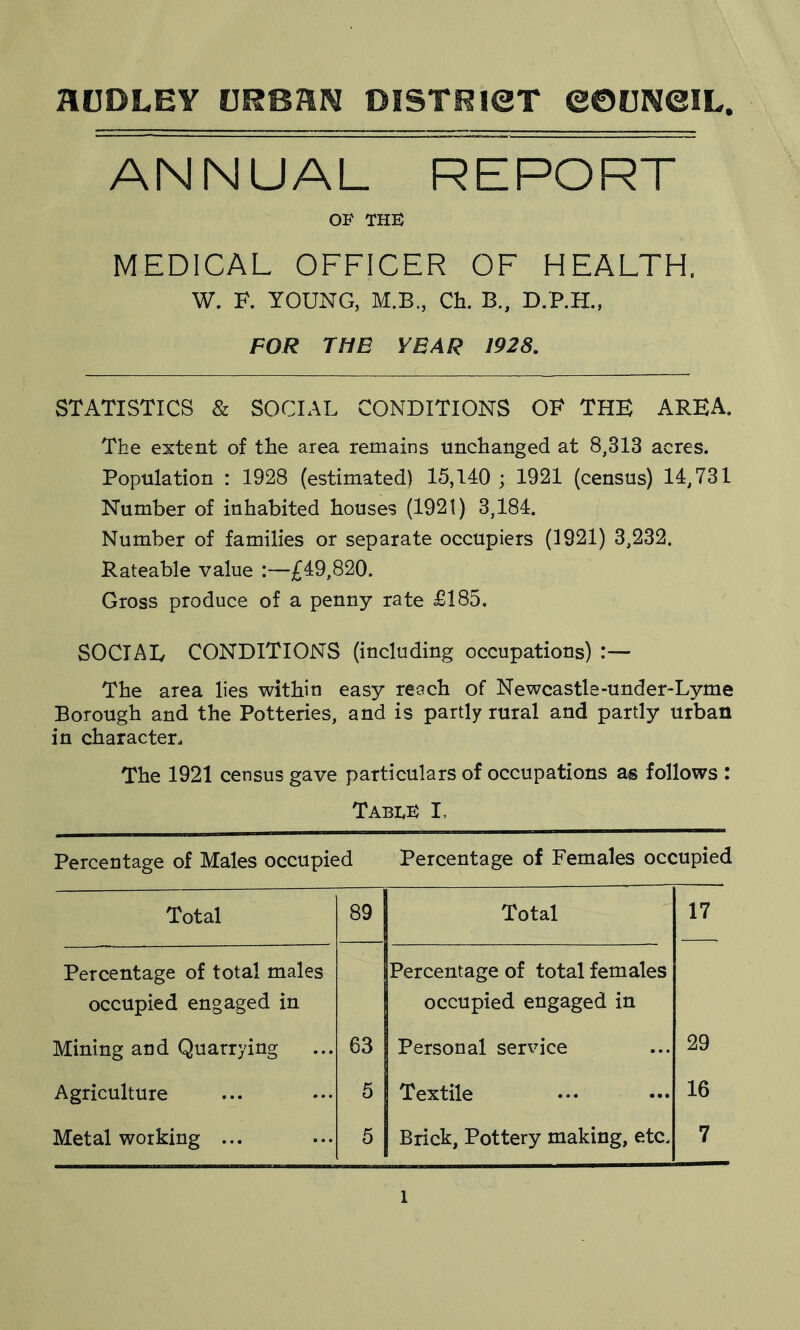 AUDLEY URBAN DISTRICT COUNCIL.
ANNUAL REPORT
OF THE
MEDICAL OFFICER OF HEALTH.
W. F. YOUNG, M.B., Ch. B., D.P.H.,
FOR THE YEAR 1928.
STATISTICS & SOCIAL CONDITIONS OF THE AREA.
The extent of the area remains unchanged at 8,313 acres.
Population : 1928 (estimated) 15,140 ; 1921 (census) 14,731
Number of inhabited houses (1921) 3,184.
Number of families or separate occupiers (1921) 3,232.
Rateable value :—£49,820.
Gross produce of a penny rate £185.
SOCIAL CONDITIONS (including occupations) :—
The area lies within easy reach of Newcastle-under-Lyme
Borough and the Potteries, and is partly rural and partly urban
in character.
The 1921 census gave particulars of occupations as follows :
TABLE I,
Percentage of Males occupied Percentage of Females occupied
Total 89 Total 17
Percentage of total males Percentage of total females
occupied engaged in occupied engaged in
Mining and Quarrying ... 63 Personal service ... 29
Agriculture ... ... 5 Textile ... ... 16
Metal working ... ... 5 Brick, Pottery making, etc. 7
1